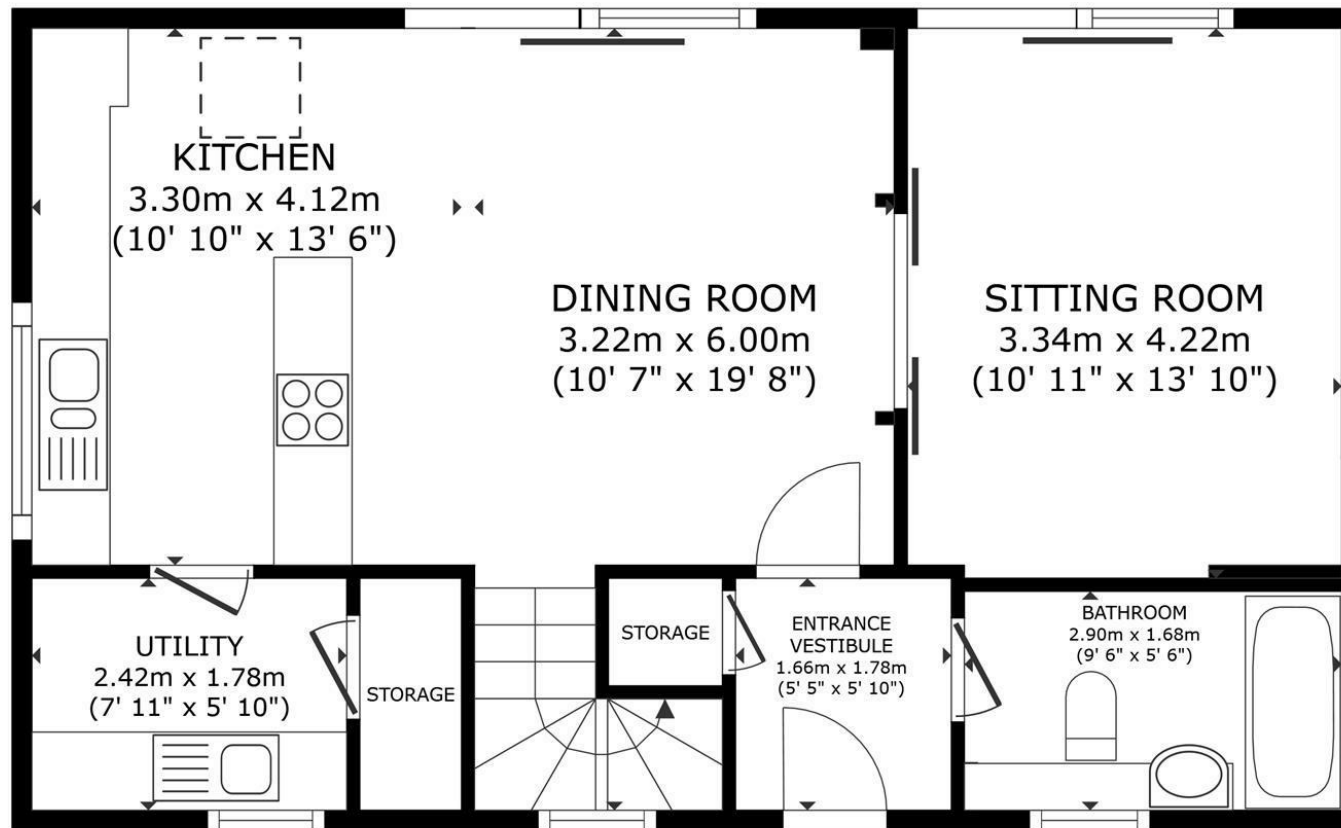 KITCHEN
3.30m x 4.12m
(10' 10" x 13' 6")
DINING ROOM
3.22m x 6.00m
(10' 7" x 19' 8")
SITTING ROOM
3.34m x 4.22m
(10' 11" x 13' 10")
UTILITY
2.42m x 1.78m
(7' 11" x 5' 10")
STORAGE
STORAGE
ENTRANCE
VESTIBULE
1.66m x 1.78m
(5' 5" x 5' 10")
BATHROOM
2.90m x 1.68m
(9' 6" x 5' 6")